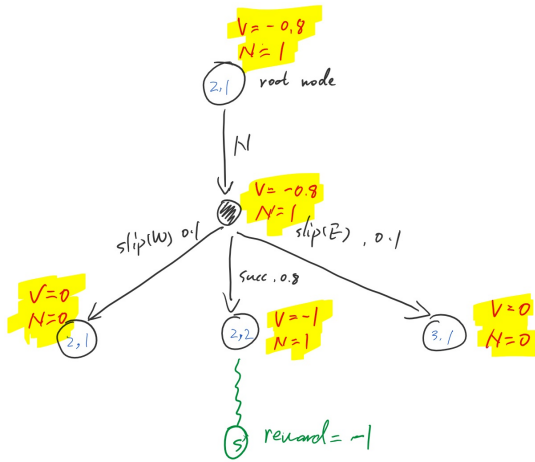 V=-0.8
N=1
2,1 root node
N
V=-0.8
N=1
slip(W) 0.1
slip(E), 0.1
succ, 0.8
V=0
N=0
2,1
2,2
V=-1
N=1
3,1
V=0
N=0
S reward=-1